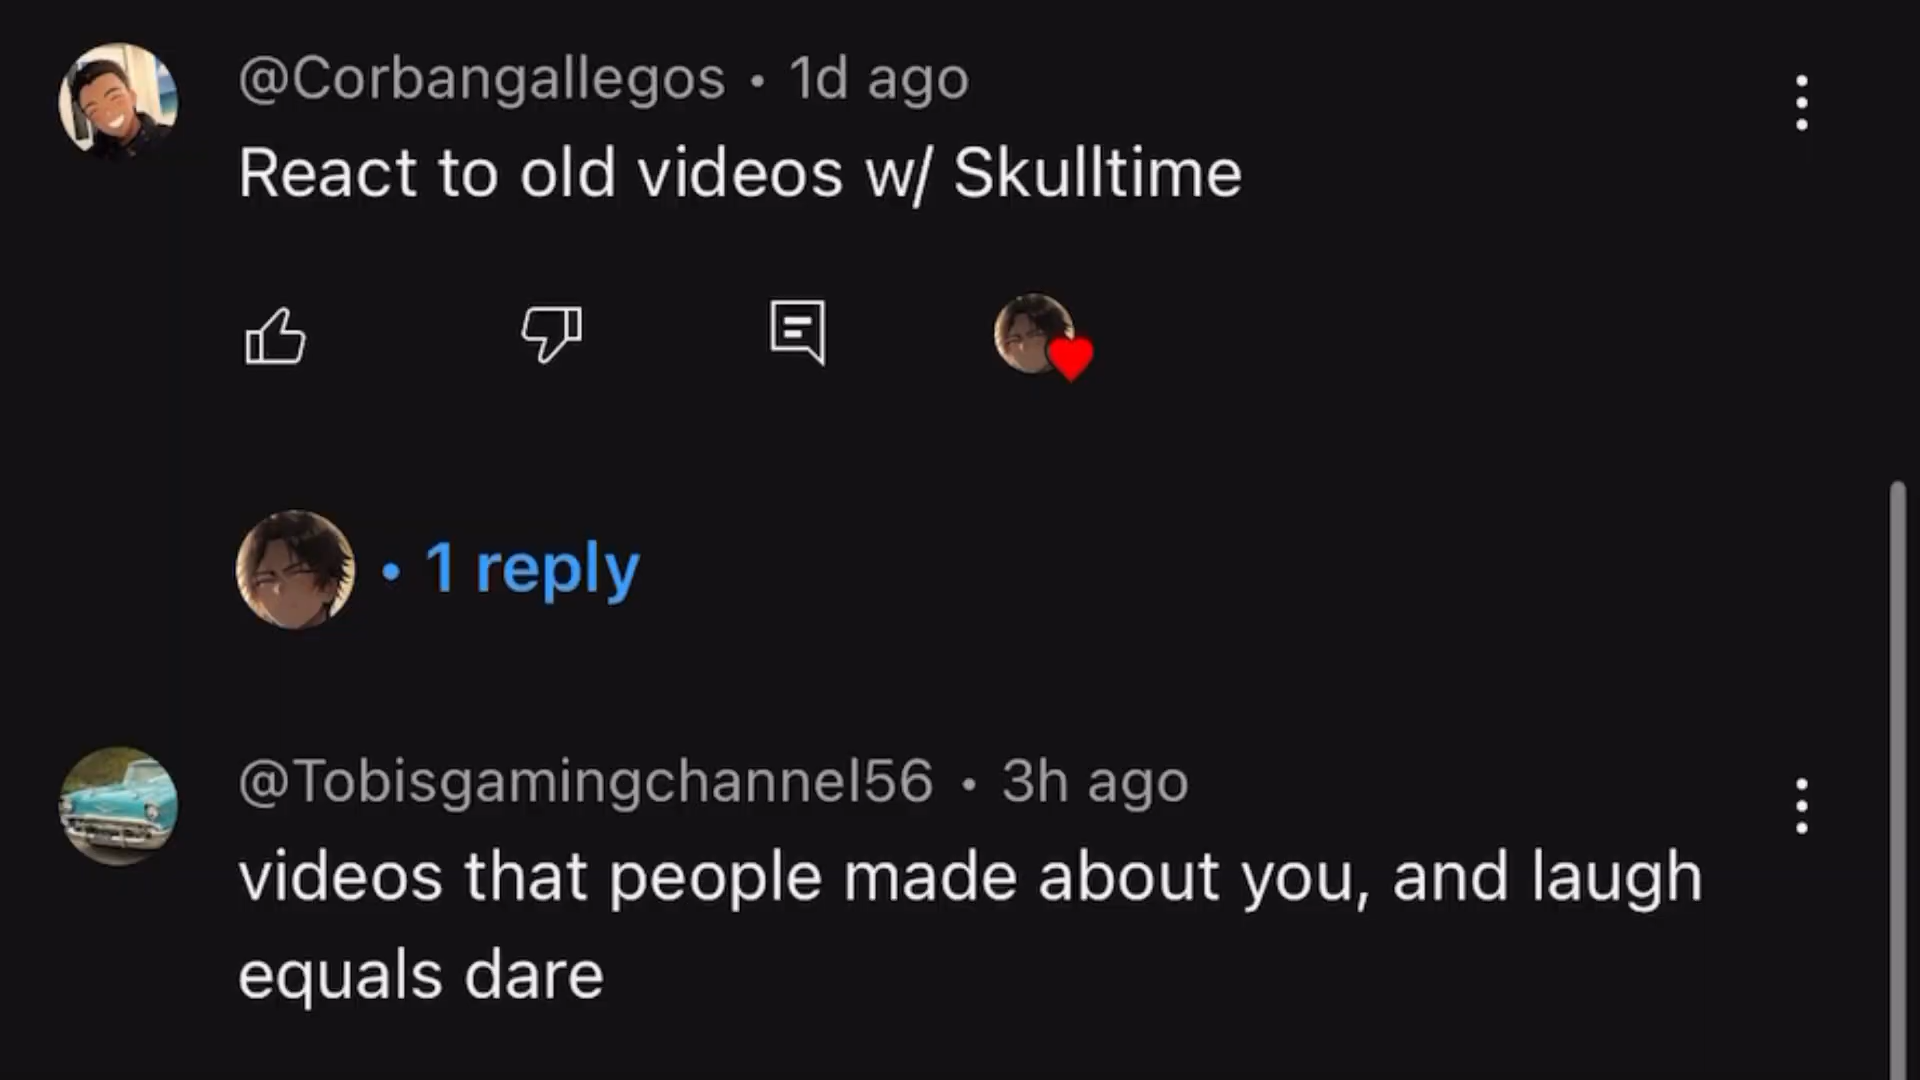 @Corbangallegos • 1d ago
React to old videos w/ Skulltime
• 1 reply
@Tobisgamingchannel56 • 3h ago
videos that people made about you, and laugh
equals dare